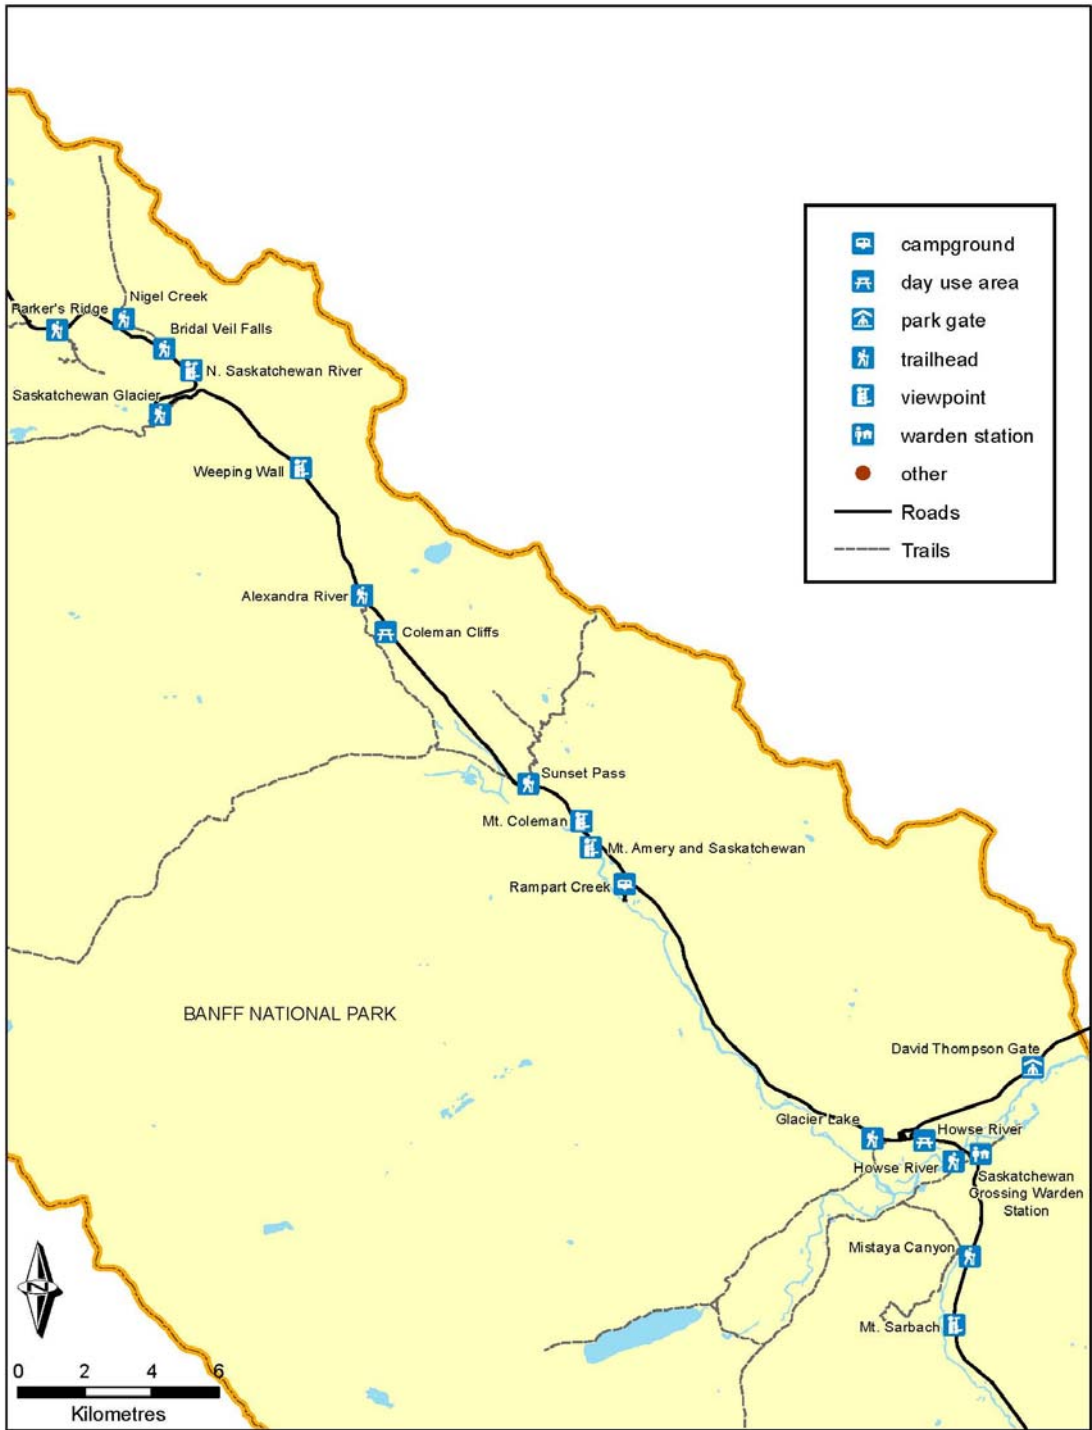 campground
day use area
park gate
trailhead
viewpoint
warden station
other
Roads
Trails
Nigel Creek
Parker's Ridge
Bridal Veil Falls
N. Saskatchewan River
Saskatchewan Glacier
Weeping Wall
Alexandra River
Coleman Cliffs
Sunset Pass
Mt. Coleman
Mt. Amery and Saskatchewan
Rampart Creek
BANFF NATIONAL PARK
David Thompson Gate
Glacier Lake
Howse River
Howse River
Saskatchewan
Crossing Warden
Station
Mistaya Canyon
Mt. Sarbach
N
0 2 4 6
Kilometres